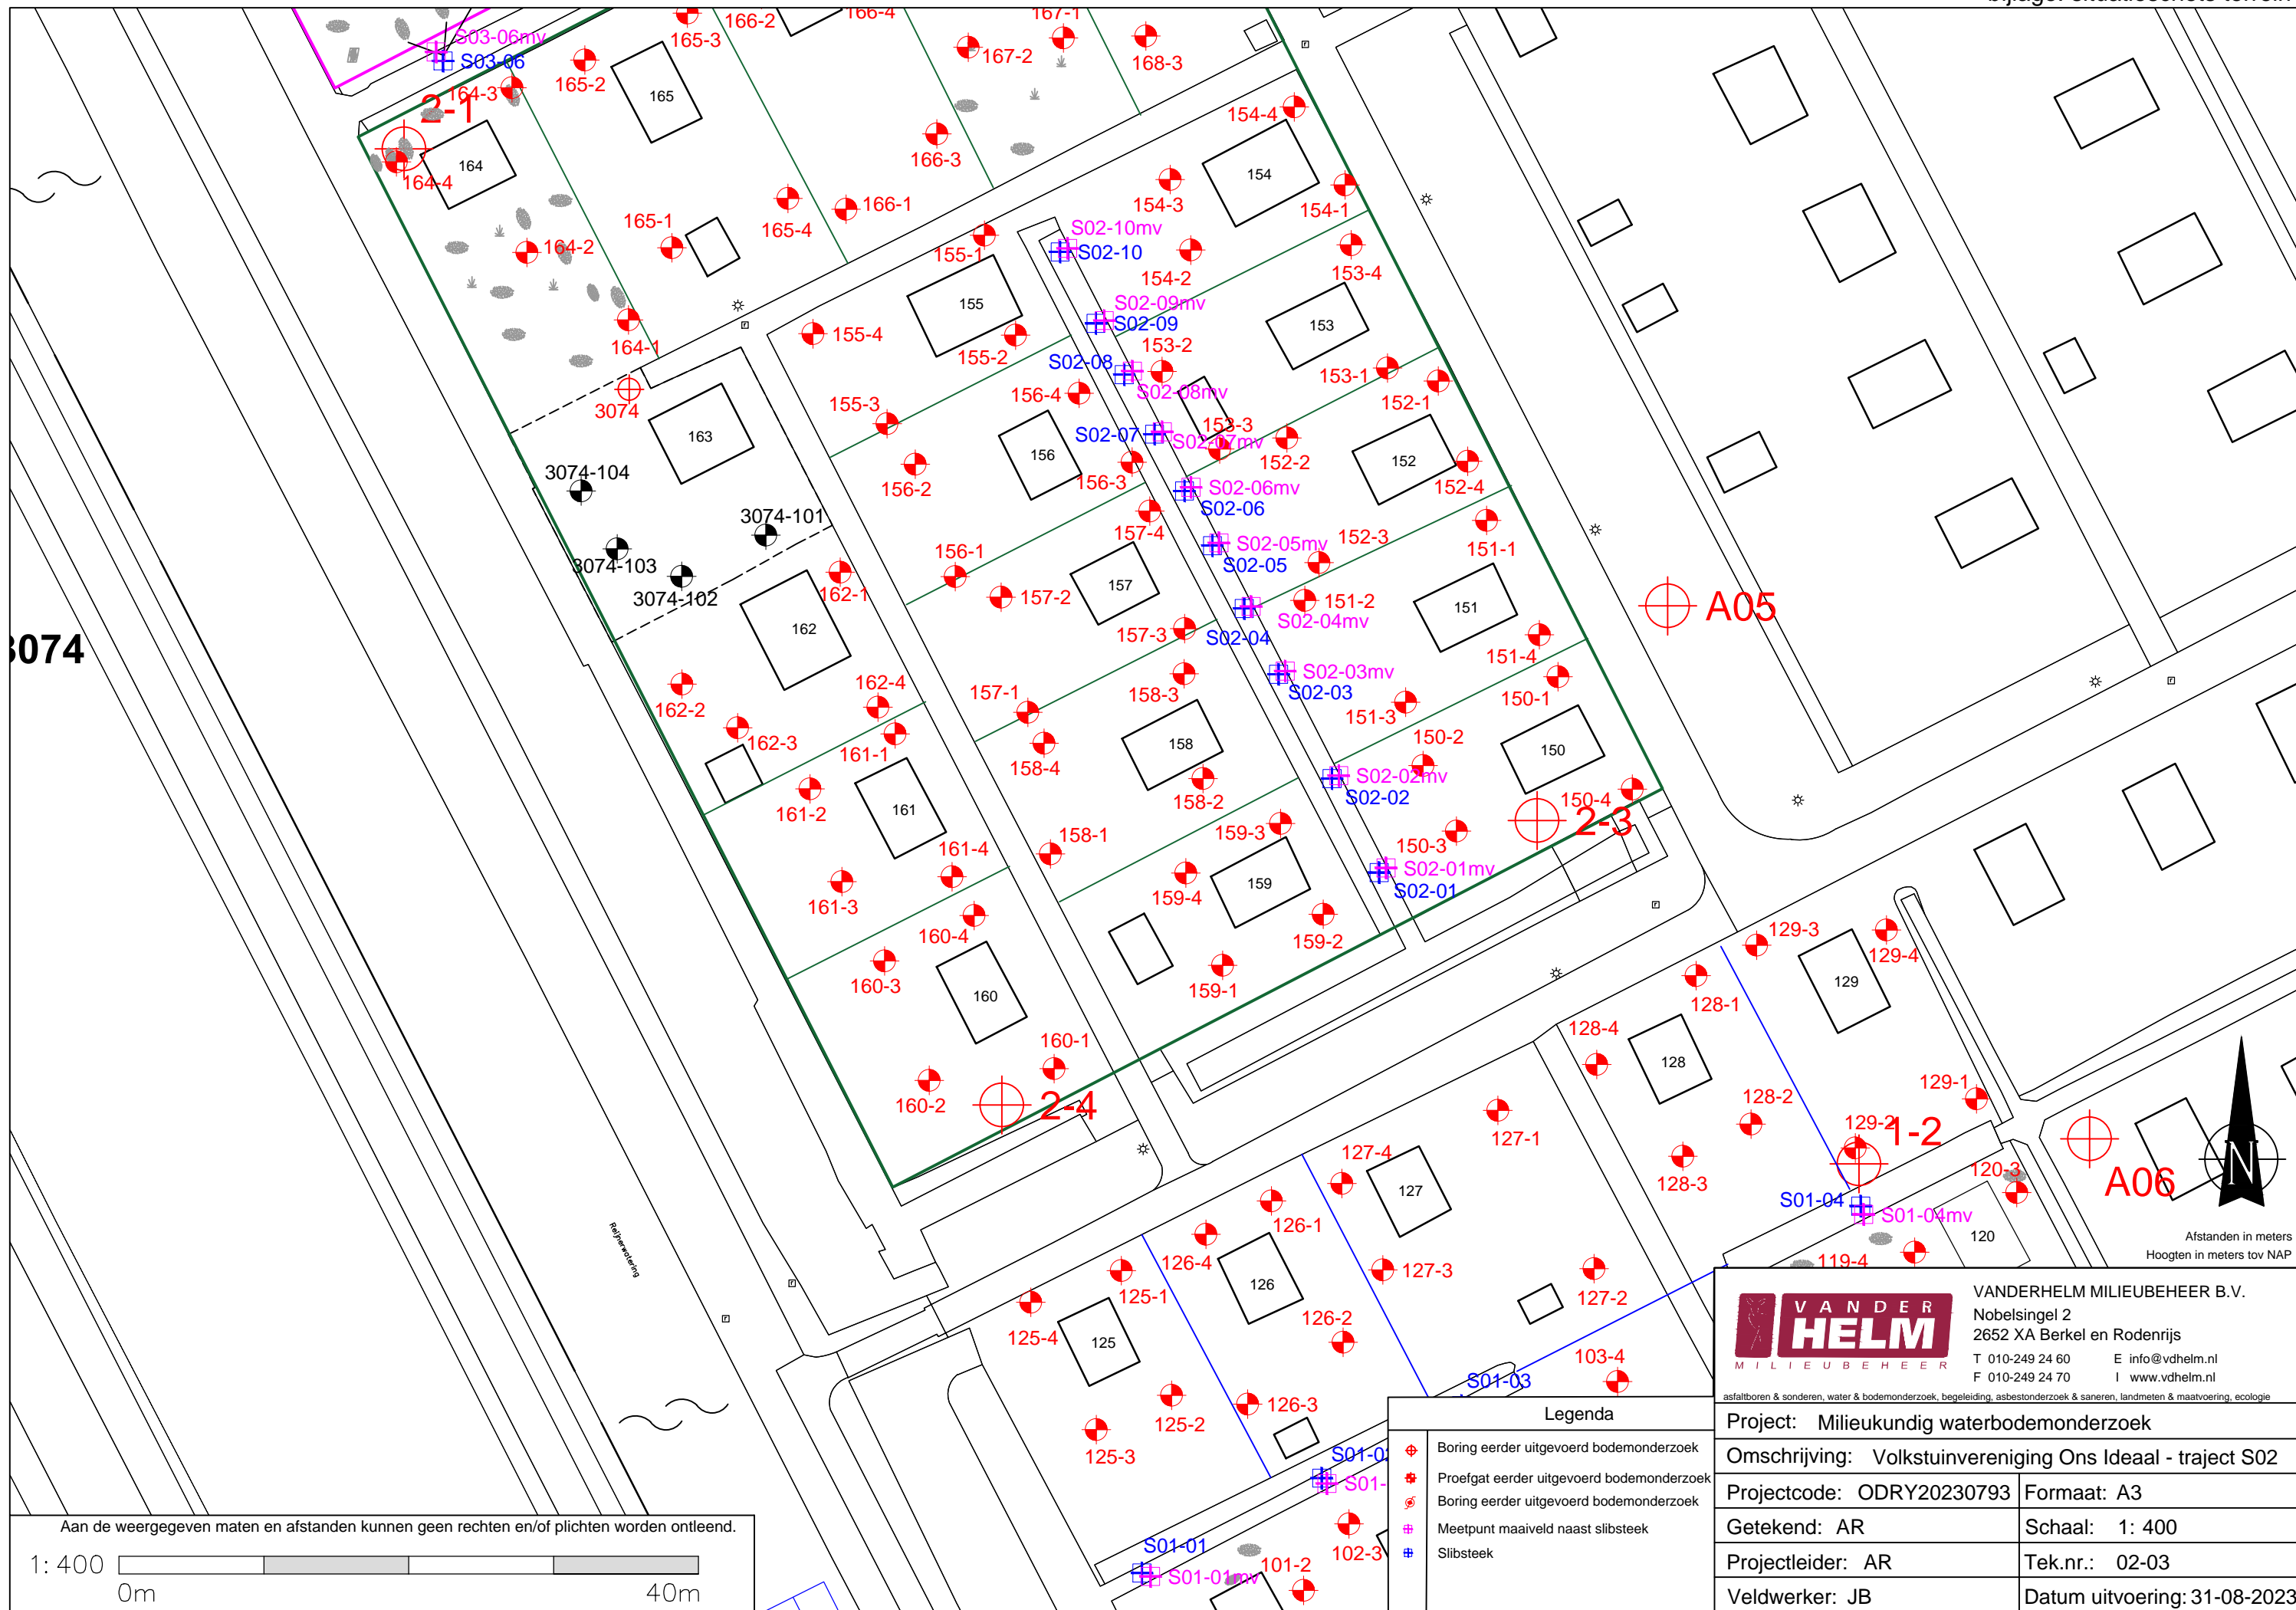 S03-06mv
S03-06
164-3
2-1
164-4
164
164-2
164-1
165-2
165-3
165
165-1
165-4
166-2
166-4
166-3
166-1
167-1
167-2
168-3
154-4
154
154-3
154-1
154-2
153-4
S02-10mv
S02-10
155-1
155
155-4
155-2
155-3
S02-09mv
S02-09
153-2
S02-08
S02-08mv
153
153-1
152-1
156-4
S02-07
S02-07mv
153-3
152-2
152
152-4
156
156-3
156-2
S02-06mv
S02-06
157-4
S02-05mv
S02-05
152-3
151-1
3074
163
3074-104
3074-101
3074-103
3074-102
162-1
162
156-1
157-2
157
157-3
151-2
S02-04mv
S02-04
151
151-4
A05
S02-03mv
S02-03
158-3
151-3
150-1
162-2
162-3
162-4
161-1
157-1
158-4
158
158-2
150-2
150
S02-02mv
S02-02
150-4
2-3
161-2
161
161-4
161-3
158-1
159-3
159-4
159
159-2
159-1
150-3
S02-01mv
S02-01
160-4
160-3
160
160-1
160-2
2-4
129-3
129-4
128-1
129
128-4
128
128-2
129-1
129-2
1-2
128-3
120-3
A06
N
S01-04
S01-04mv
120
119-4
127-1
127-4
127
127-3
127-2
126-1
126-4
126
126-2
126-3
125-1
125-4
125
125-2
125-3
103-4
S01-03
S01-01
S01-01mv
101-2
102-3
Reijnerwatering
Afstanden in meters
Hoogten in meters tov NAP
Aan de weergegeven maten en afstanden kunnen geen rechten en/of plichten worden ontleend.
1: 400
0m
40m
Legenda
Boring eerder uitgevoerd bodemonderzoek
Proefgat eerder uitgevoerd bodemonderzoek
Boring eerder uitgevoerd bodemonderzoek
Meetpunt maaiveld naast slibsteek
Slibsteek
VANDER
HELM
MILIEUBEHEER
VANDERHELM MILIEUBEHEER B.V.
Nobelsingel 2
2652 XA Berkel en Rodenrijs
T 010-249 24 60 E info@vdhelm.nl
F 010-249 24 70 I www.vdhelm.nl
asfaltboren & sonderen, water & bodemonderzoek, begeleiding, asbestonderzoek & saneren, landmeten & maatvoering, ecologie
Project: Milieukundig waterbodemonderzoek
Omschrijving: Volkstuinvereniging Ons Ideaal - traject S02
Projectcode: ODRY20230793 Formaat: A3
Getekend: AR Schaal: 1: 400
Projectleider: AR Tek.nr.: 02-03
Veldwerker: JB Datum uitvoering: 31-08-2023